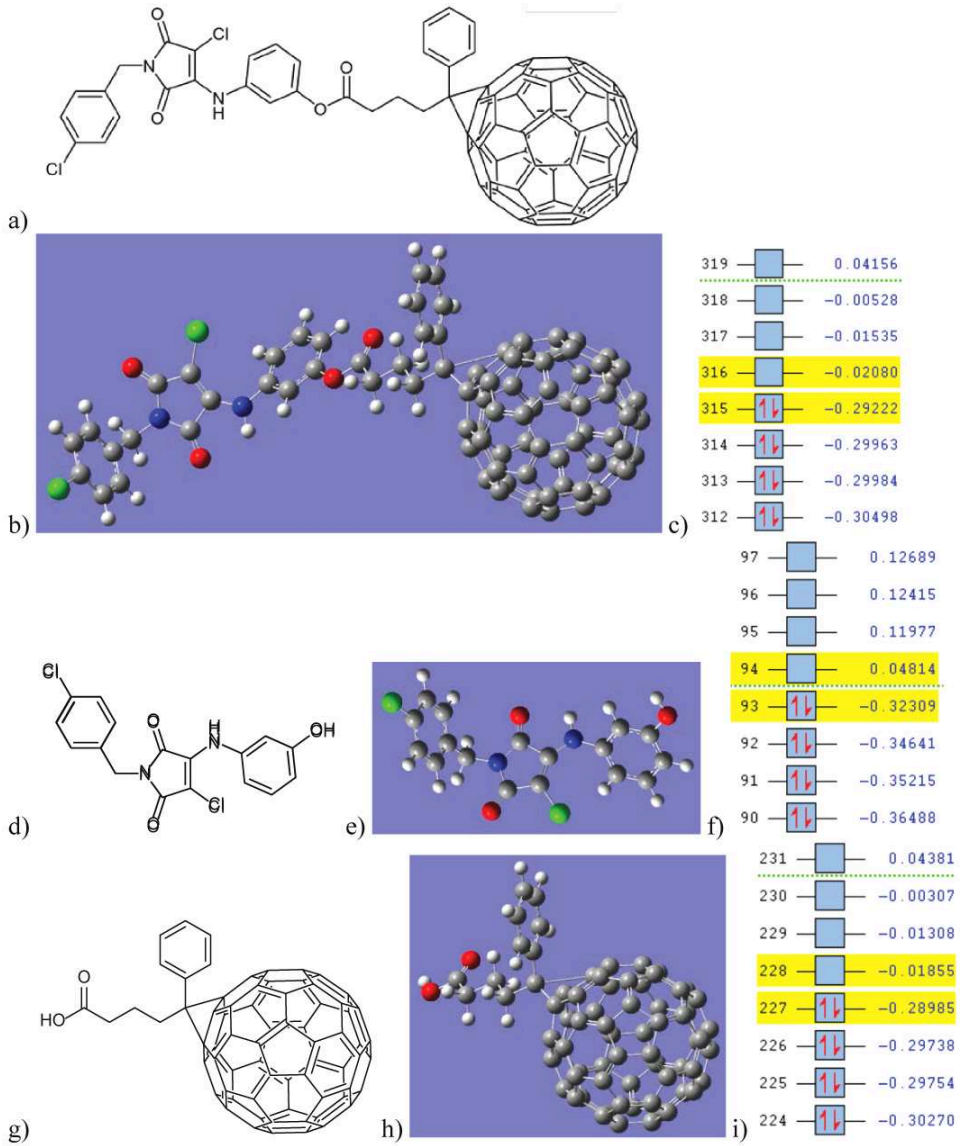 O
Cl
N
O
N
H
O
O
Cl
a)
319 0.04156
318 -0.00528
317 -0.01535
316 -0.02080
315 -0.29222
314 -0.29963
313 -0.29984
312 -0.30498
b)
c)
97 0.12689
96 0.12415
95 0.11977
94 0.04814
93 -0.32309
92 -0.34641
91 -0.35215
90 -0.36488
Cl
O
H
N
OH
N
O
Cl
d)
e)
f)
231 0.04381
230 -0.00307
229 -0.01308
228 -0.01855
227 -0.28985
226 -0.29738
225 -0.29754
224 -0.30270
O
HO
g)
h)
i)